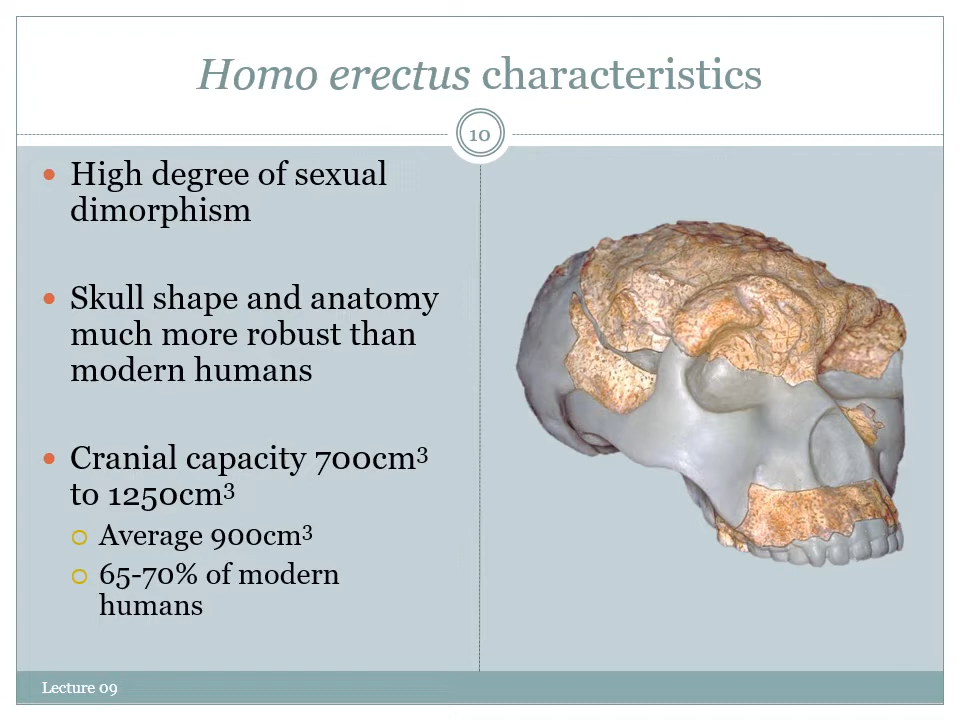 Homo erectus characteristics
10
• High degree of sexual
dimorphism
• Skull shape and anatomy
much more robust than
modern humans
• Cranial capacity 700cm³
to 1250cm³
○ Average 900cm³
○ 65-70% of modern
humans
Lecture 09